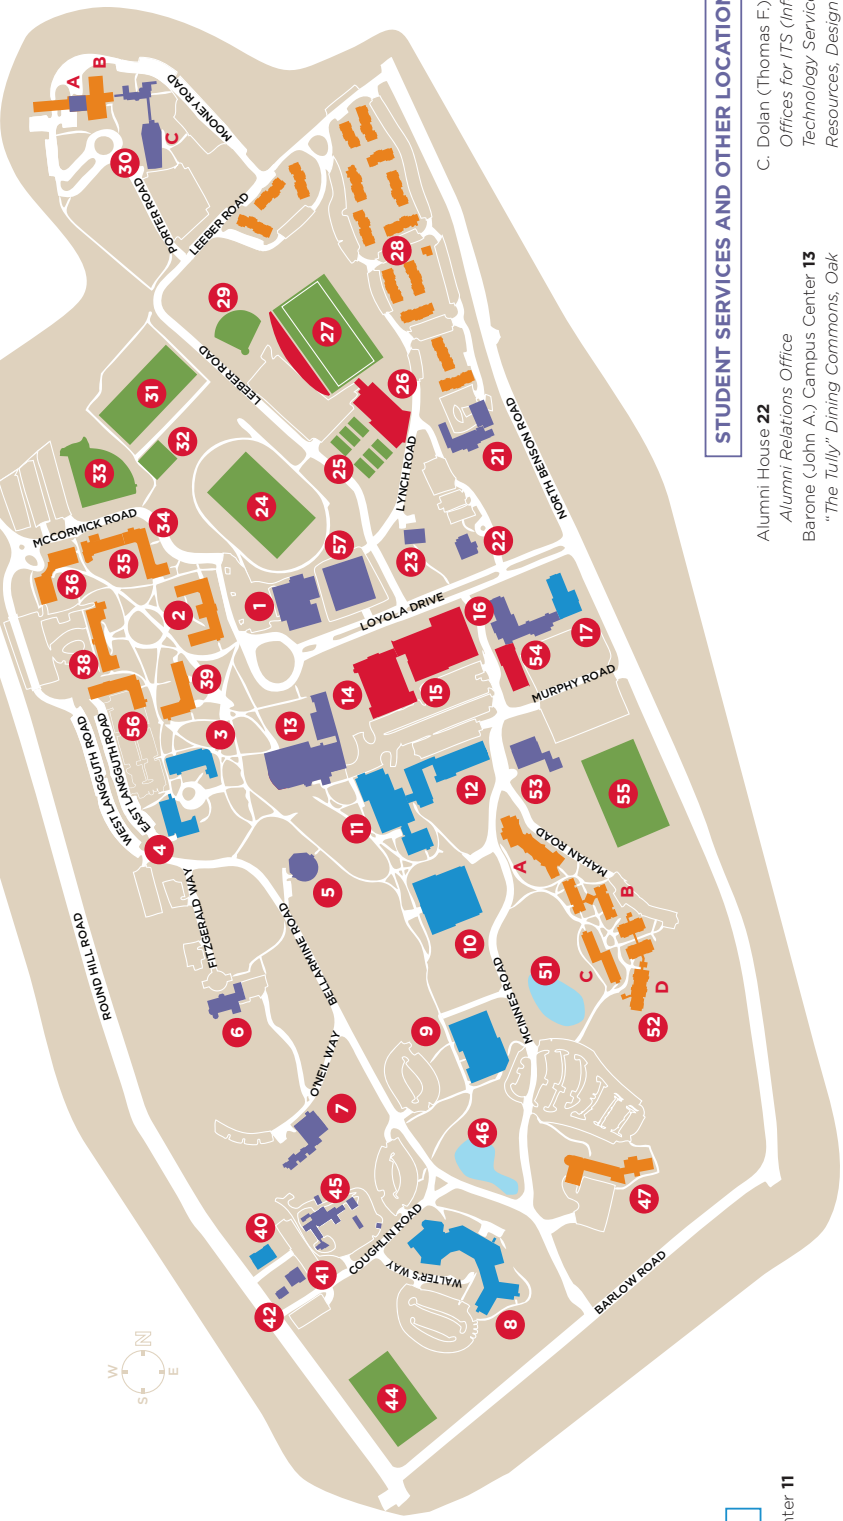 A
B
C
30
MOONEY ROAD
PORTER ROAD
LEEBER ROAD
33
MCCORMICK ROAD
36
35
34
31
32
29
LEEBER ROAD
27
28
26
25
24
LYNCH ROAD
57
23
22
21
NORTH BENSON ROAD
38
2
1
39
56
3
WEST LANGGUTH ROAD
EAST LANGGUTH ROAD
4
LOYOLA DRIVE
13
14
15
16
54
17
MURPHY ROAD
11
12
53
55
ROUND HILL ROAD
FITZGERALD WAY
5
BELLARMINE ROAD
6
O'NEIL WAY
7
10
9
MCINNES ROAD
51
MAHAN ROAD
A
B
C
D
52
46
47
45
40
41
42
COUGHLIN ROAD
WALTER'S WAY
8
44
BARLOW ROAD
N
W
E
S
STUDENT SERVICES AND OTHER LOCATION
nter 11
Alumni House 22
Alumni Relations Office
Barone (John A.) Campus Center 13
"The Tully" Dining Commons, Oak
C. Dolan (Thomas F.)
Offices for ITS (Inf
Technology Servic
Resources, Design